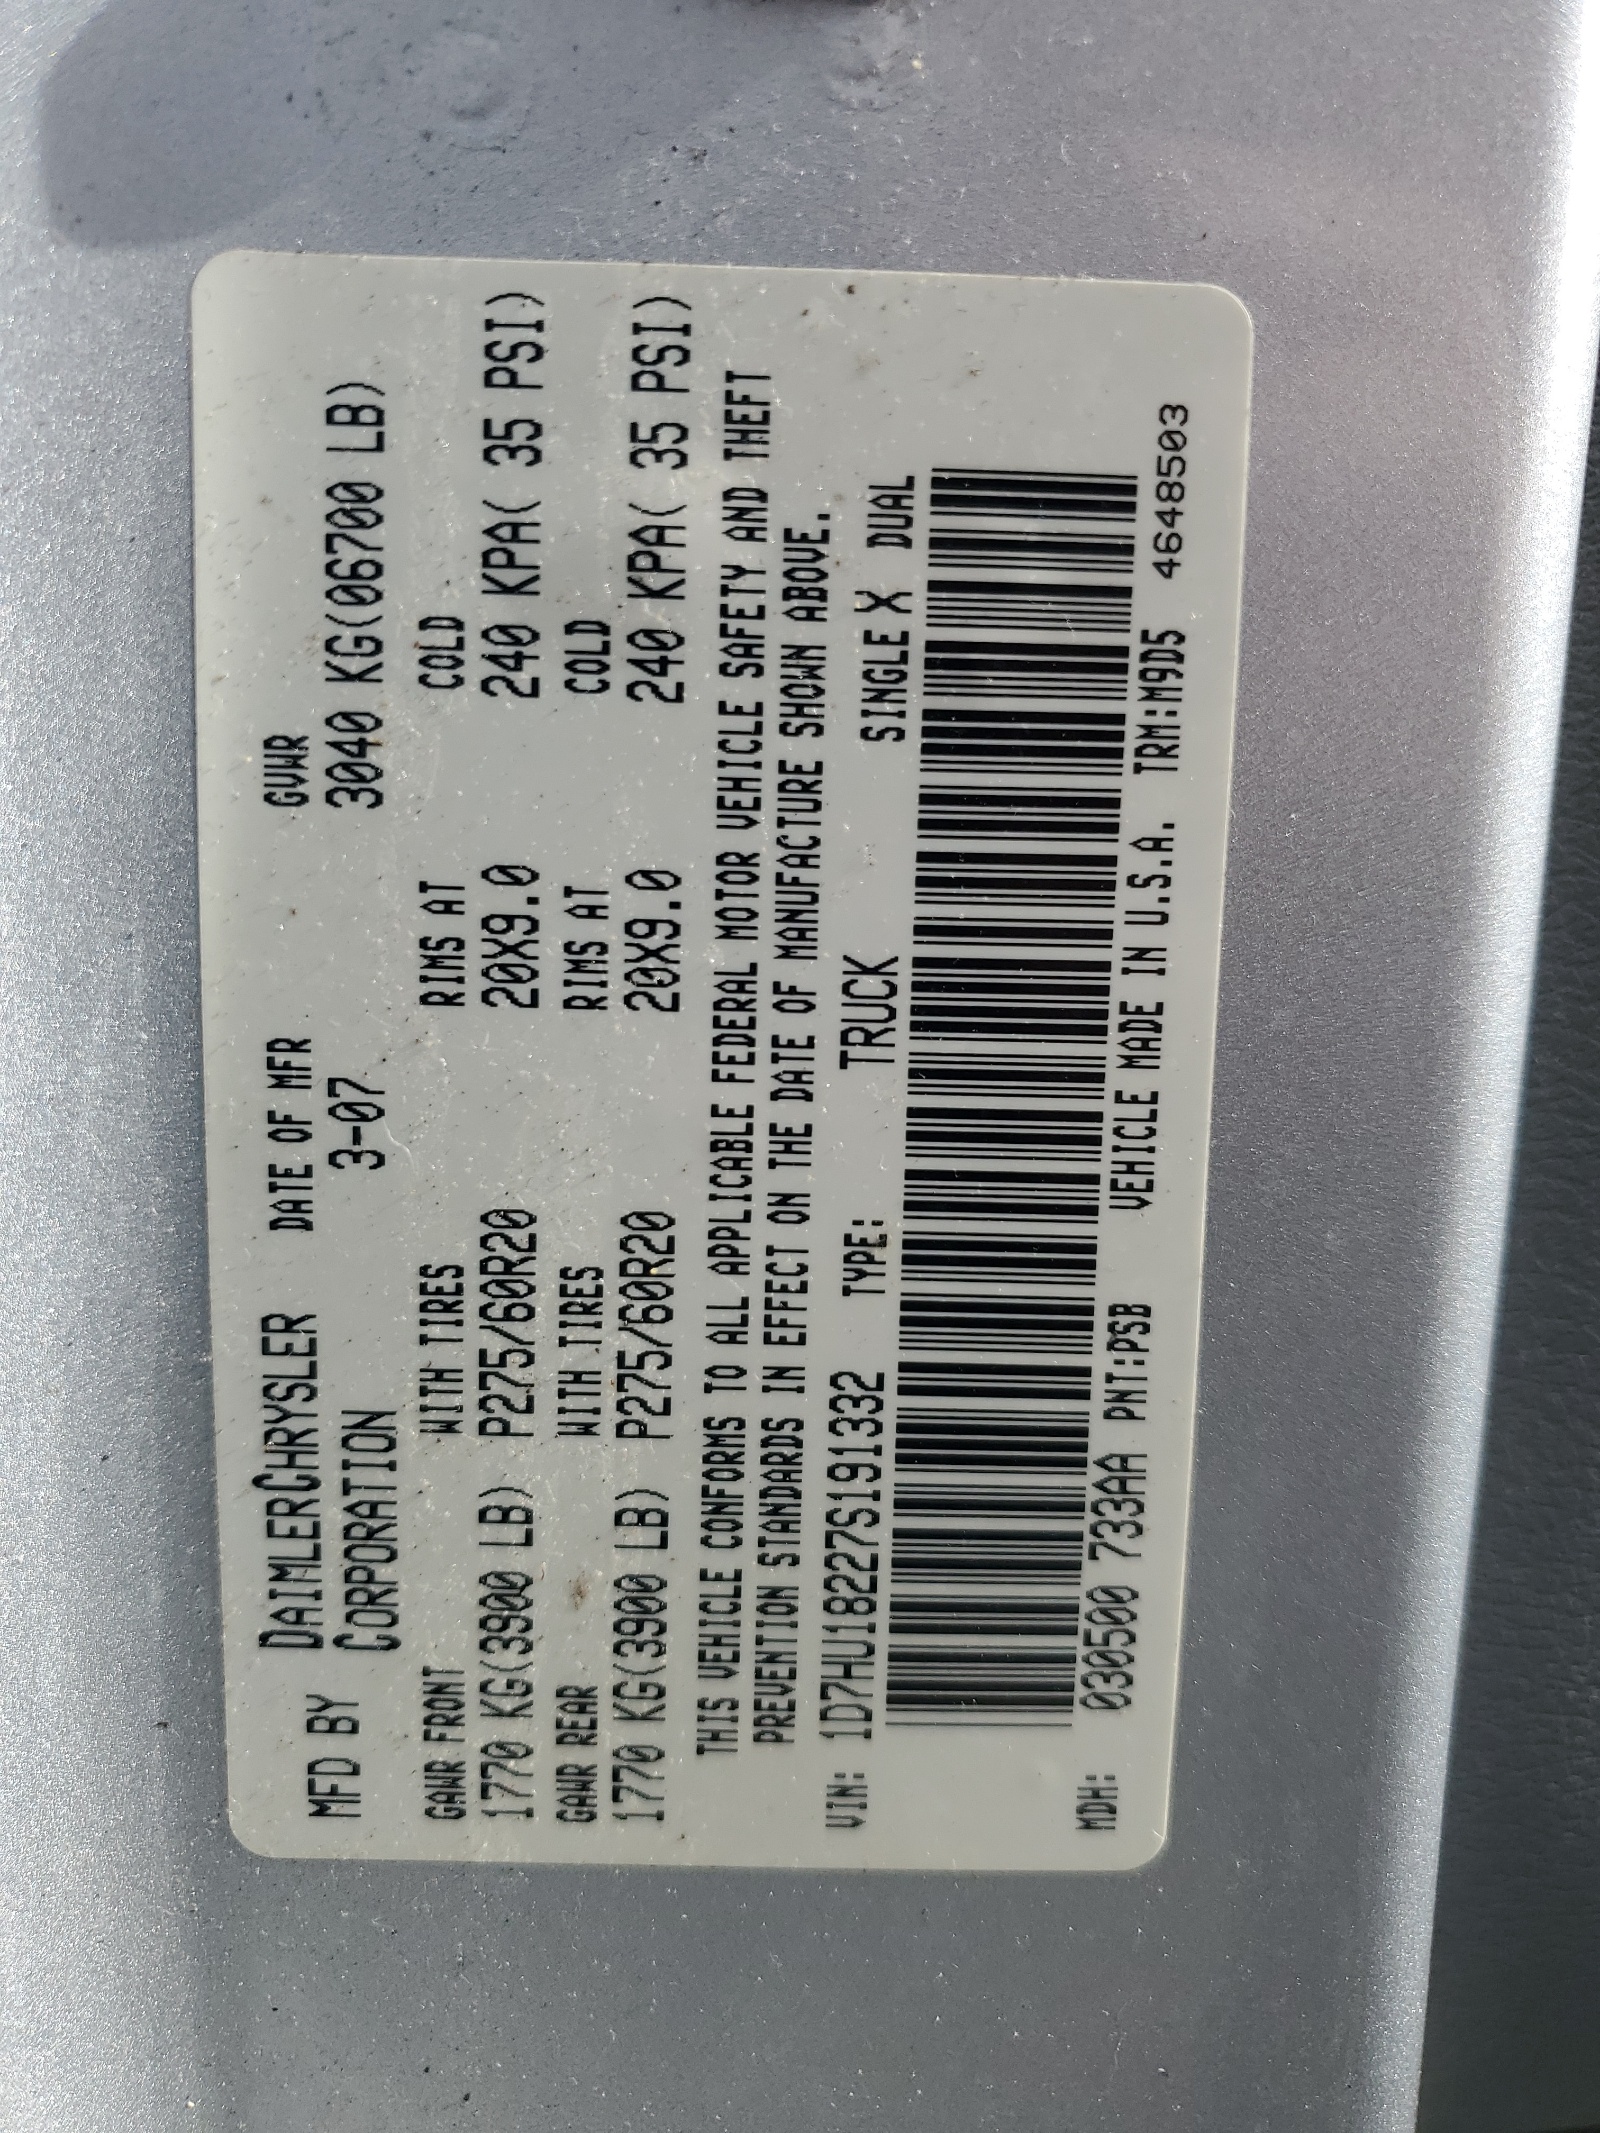 MFD BY DAIMLERCHRYSLER CORPORATION DATE OF MFR 3-07 GVWR 3040 KG(06700 LB)
GAWR FRONT WITH TIRES RIMS AT COLD
1770 KG(3900 LB) P275/60R20 20X9.0 240 KPA( 35 PSI)
GAWR REAR WITH TIRES RIMS AT COLD
1770 KG(3900 LB) P275/60R20 20X9.0 240 KPA( 35 PSI)
THIS VEHICLE CONFORMS TO ALL APPLICABLE FEDERAL MOTOR VEHICLE SAFETY AND THEFT
PREVENTION STANDARDS IN EFFECT ON THE DATE OF MANUFACTURE SHOWN ABOVE.
VIN: 1D7HU18227S191332 TYPE: TRUCK SINGLE X DUAL
MDH: 030500 733AA PNT:PSB VEHICLE MADE IN U.S.A. TRM:M9D5 4648503